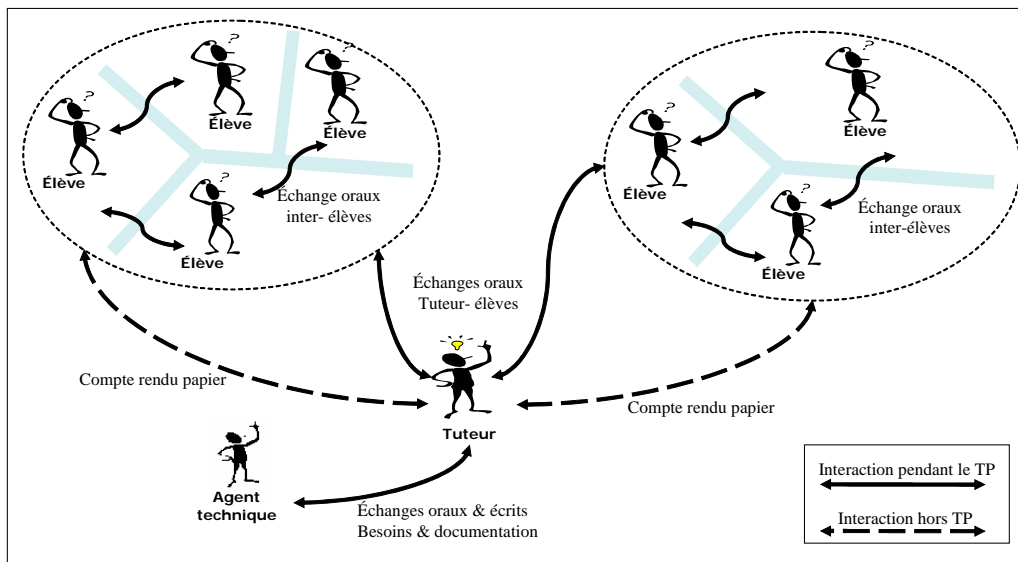 ?
?
?
?
Élève
Élève
Élève
Échange oraux
inter- élèves
Élève
?
?
?
Élève
Élève
Échange oraux
inter-élèves
Élève
Échanges oraux
Tuteur- élèves
Compte rendu papier
Compte rendu papier
Tuteur
Agent
technique
Échanges oraux & écrits
Besoins & documentation
Interaction pendant le TP
Interaction hors TP